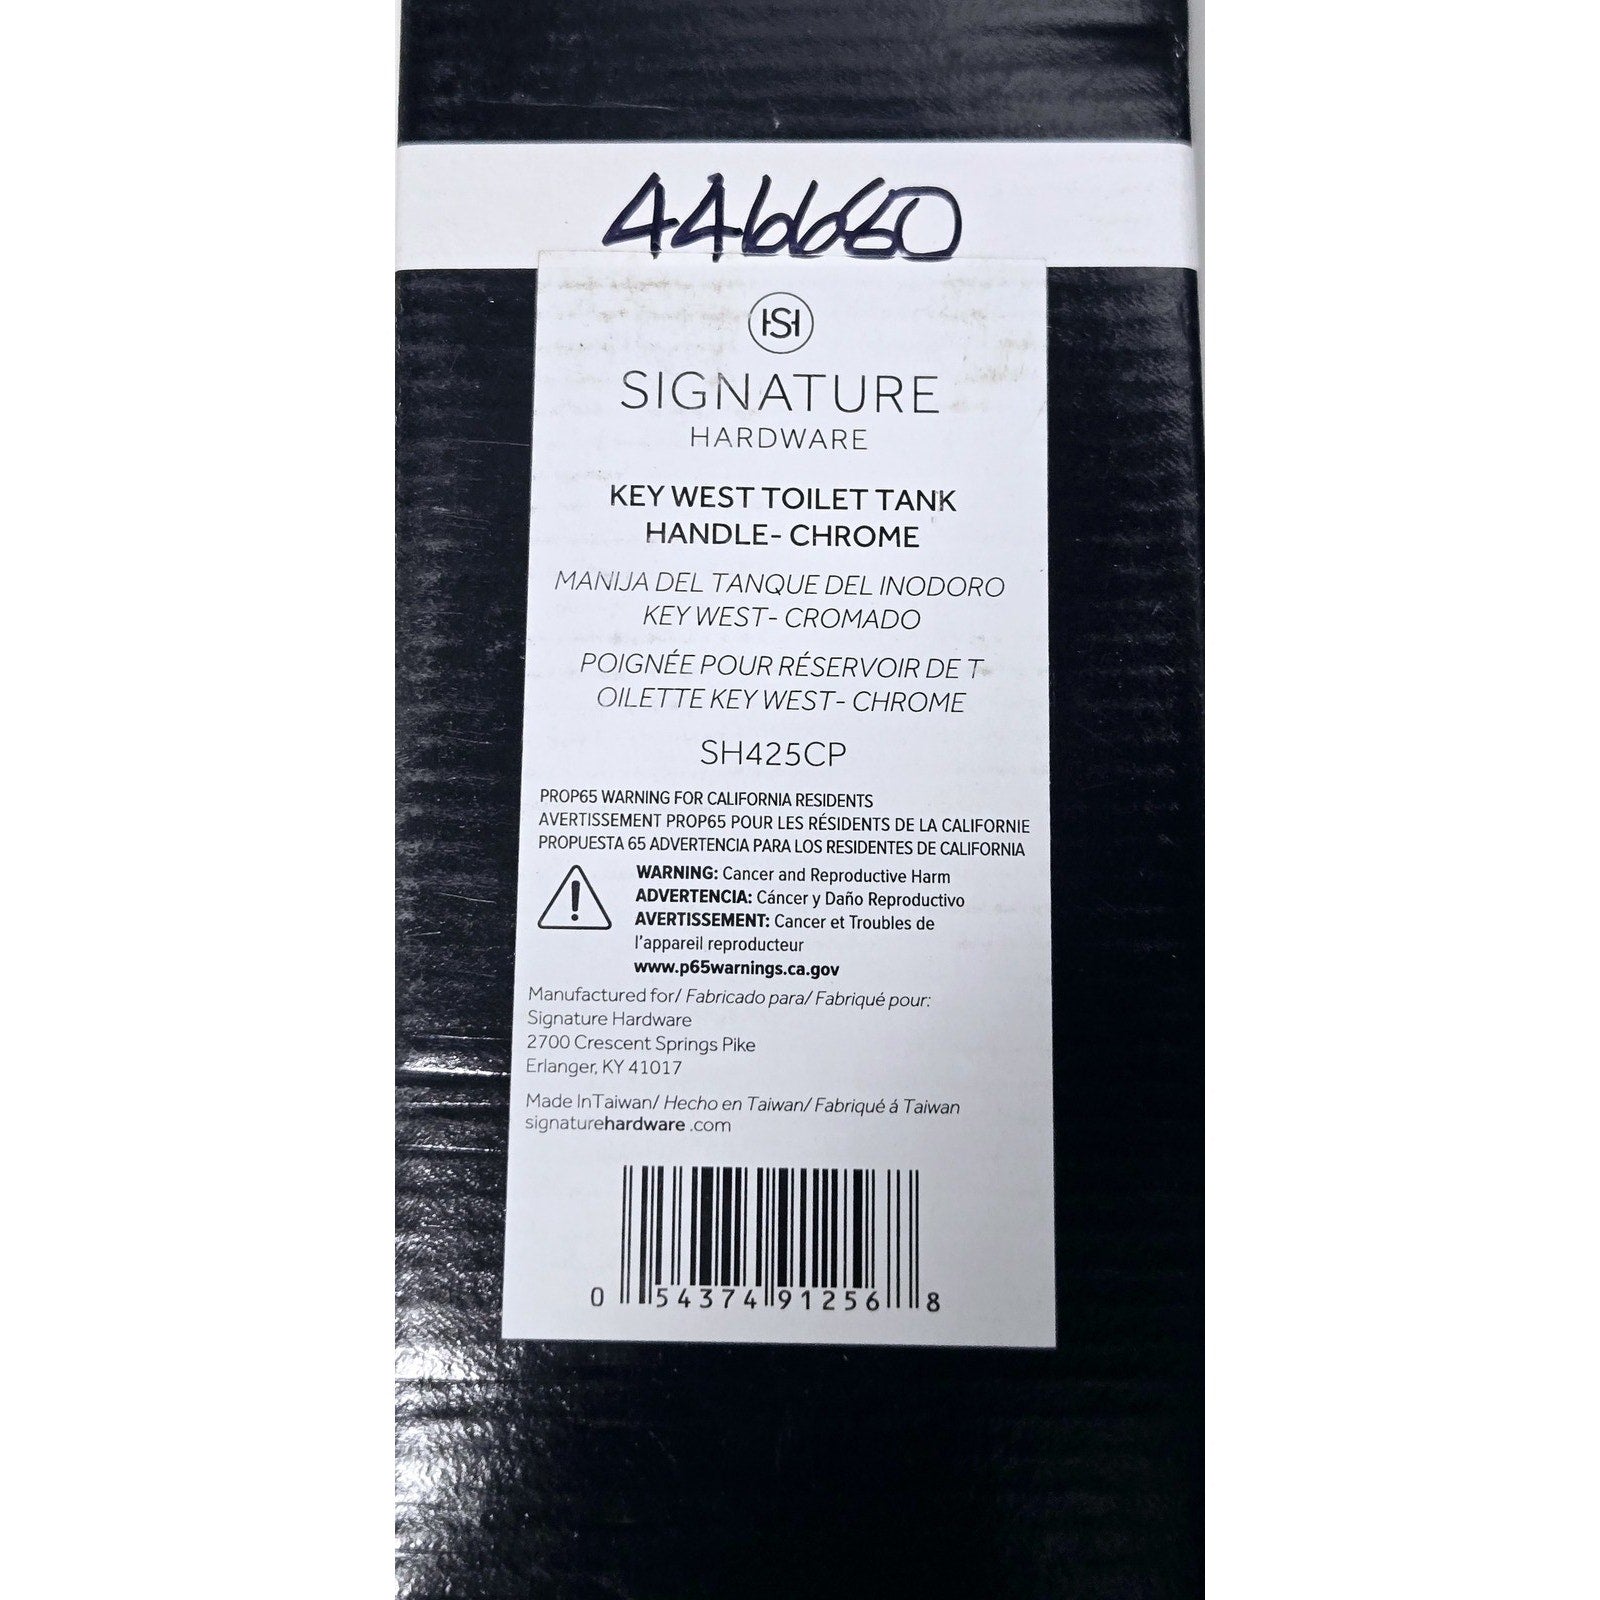 446660
SH
SIGNATURE
HARDWARE
KEY WEST TOILET TANK
HANDLE- CHROME
MANIJA DEL TANQUE DEL INODORO
KEY WEST- CROMADO
POIGNÉE POUR RÉSERVOIR DE T
OILETTE KEY WEST- CHROME
SH425CP
PROP65 WARNING FOR CALIFORNIA RESIDENTS
AVERTISSEMENT PROP65 POUR LES RÉSIDENTS DE LA CALIFORNIE
PROPUESTA 65 ADVERTENCIA PARA LOS RESIDENTES DE CALIFORNIA
WARNING: Cancer and Reproductive Harm
ADVERTENCIA: Cáncer y Daño Reproductivo
AVERTISSEMENT: Cancer et Troubles de
l'appareil reproducteur
www.p65warnings.ca.gov
Manufactured for/ Fabricado para/ Fabriqué pour:
Signature Hardware
2700 Crescent Springs Pike
Erlanger, KY 41017
Made InTaiwan/ Hecho en Taiwan/ Fabriqué á Taiwan
signaturehardware .com
0 54374 91256 8